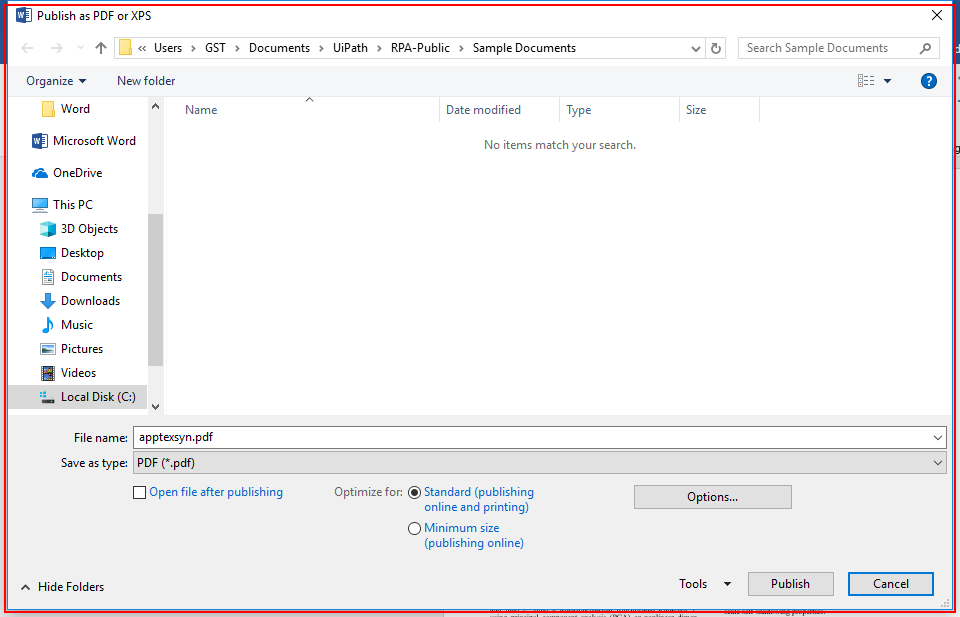 Publish as PDF or XPS
« Users > GST > Documents > UiPath > RPA-Public > Sample Documents
Search Sample Documents
Organize
New folder
?
Word
Microsoft Word
OneDrive
This PC
3D Objects
Desktop
Documents
Downloads
Music
Pictures
Videos
Local Disk (C:)
Name
Date modified
Type
Size
No items match your search.
File name:
apptexsyn.pdf
Save as type:
PDF (*.pdf)
Open file after publishing
Optimize for:
Standard (publishing
online and printing)
Minimum size
(publishing online)
Options...
Hide Folders
Tools
Publish
Cancel